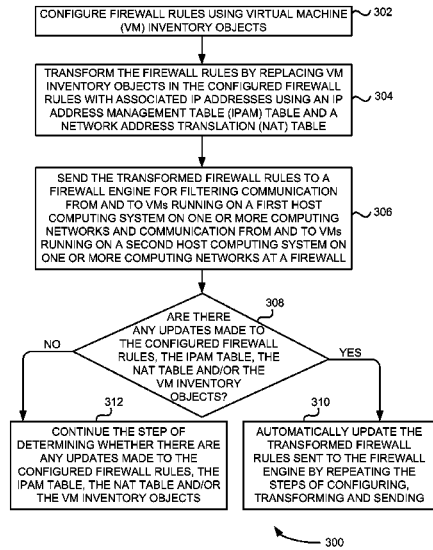 CONFIGURE FIREWALL RULES USING VIRTUAL MACHINE
(VM) INVENTORY OBJECTS
302
TRANSFORM THE FIREWALL RULES BY REPLACING VM
INVENTORY OBJECTS IN THE CONFIGURED FIREWALL
RULES WITH ASSOCIATED IP ADDRESSES USING AN IP
ADDRESS MANAGEMENT TABLE (IPAM) TABLE AND A
NETWORK ADDRESS TRANSLATION (NAT) TABLE
304
SEND THE TRANSFORMED FIREWALL RULES TO A
FIREWALL ENGINE FOR FILTERING COMMUNICATION
FROM AND TO VMs RUNNING ON A FIRST HOST
COMPUTING SYSTEM ON ONE OR MORE COMPUTING
NETWORKS AND COMMUNICATION FROM AND TO VMs
RUNNING ON A SECOND HOST COMPUTING SYSTEM ON
ONE OR MORE COMPUTING NETWORKS AT A FIREWALL
306
308
ARE THERE
ANY UPDATES MADE TO
THE CONFIGURED FIREWALL
RULES, THE IPAM TABLE, THE
NAT TABLE AND/OR THE
VM INVENTORY
OBJECTS?
NO
YES
312
CONTINUE THE STEP OF
DETERMINING WHETHER THERE ARE
ANY UPDATES MADE TO THE
CONFIGURED FIREWALL RULES, THE
IPAM TABLE, THE NAT TABLE AND/OR
THE VM INVENTORY OBJECTS
310
AUTOMATICALLY UPDATE THE
TRANSFORMED FIREWALL
RULES SENT TO THE FIREWALL
ENGINE BY REPEATING THE
STEPS OF CONFIGURING,
TRANSFORMING AND SENDING
300